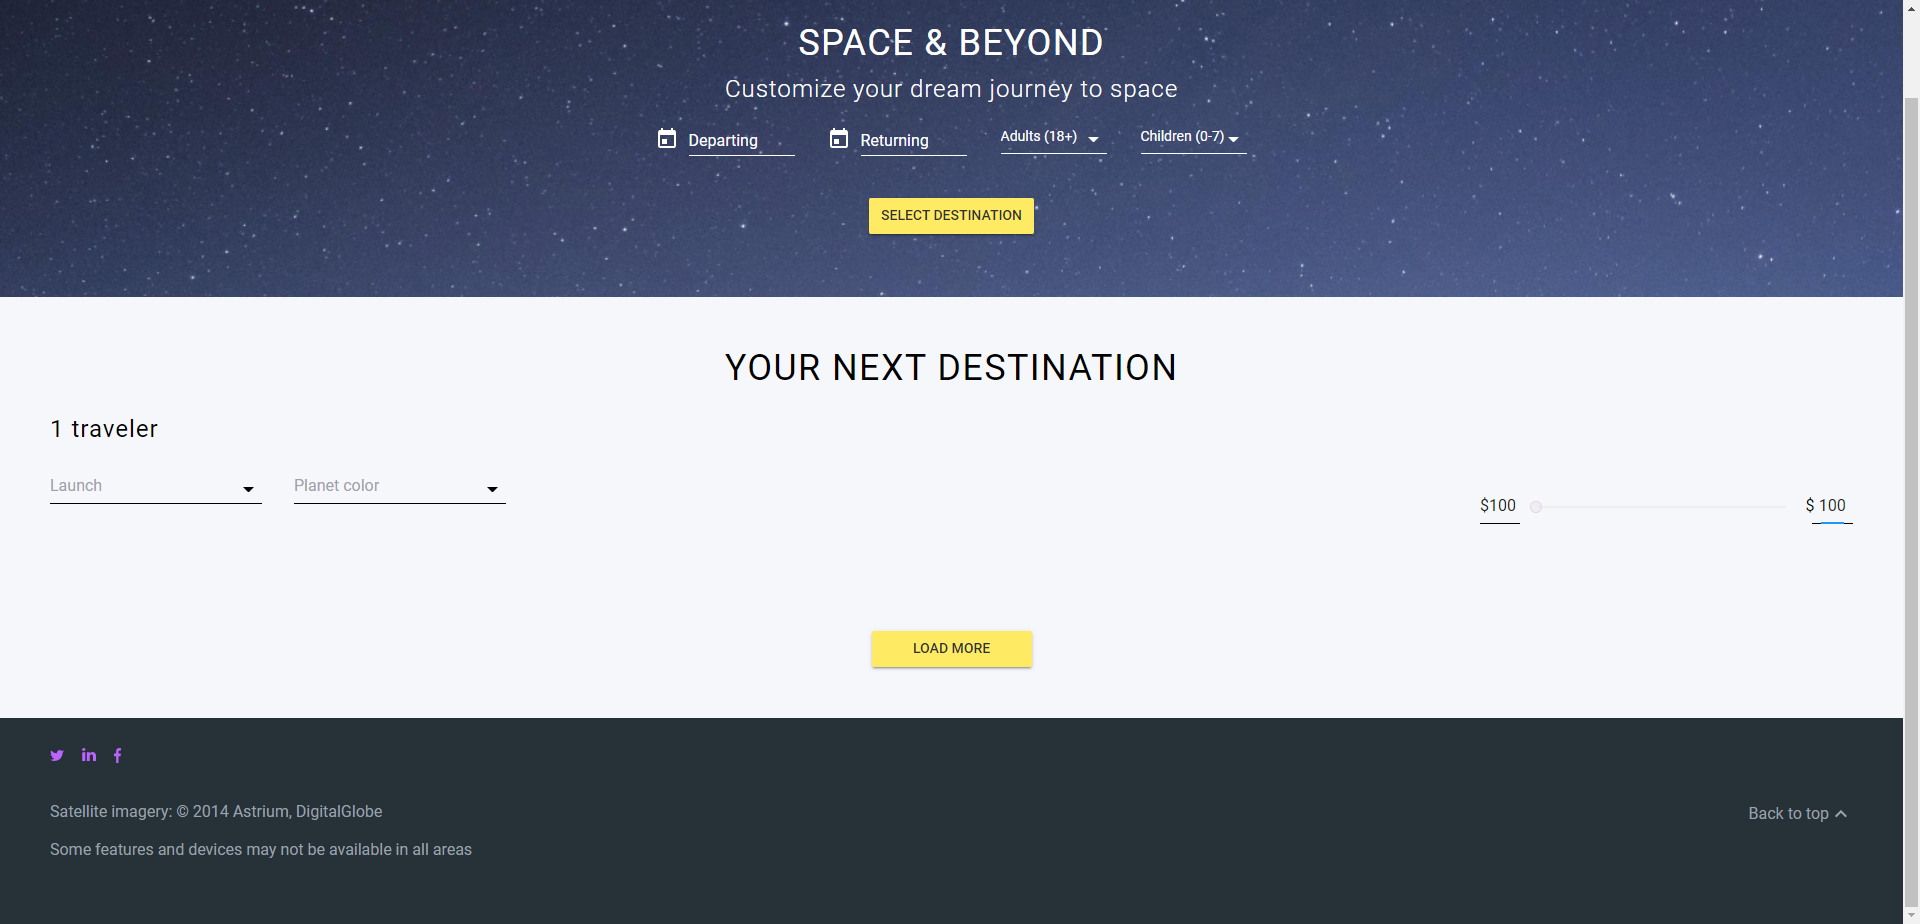 SPACE & BEYOND
Customize your dream journey to space
Departing Returning Adults (18+) Children (0-7)
SELECT DESTINATION
YOUR NEXT DESTINATION
1 traveler
Launch Planet color
$100 $ 100
LOAD MORE
in f
Satellite imagery: © 2014 Astrium, DigitalGlobe
Back to top
Some features and devices may not be available in all areas